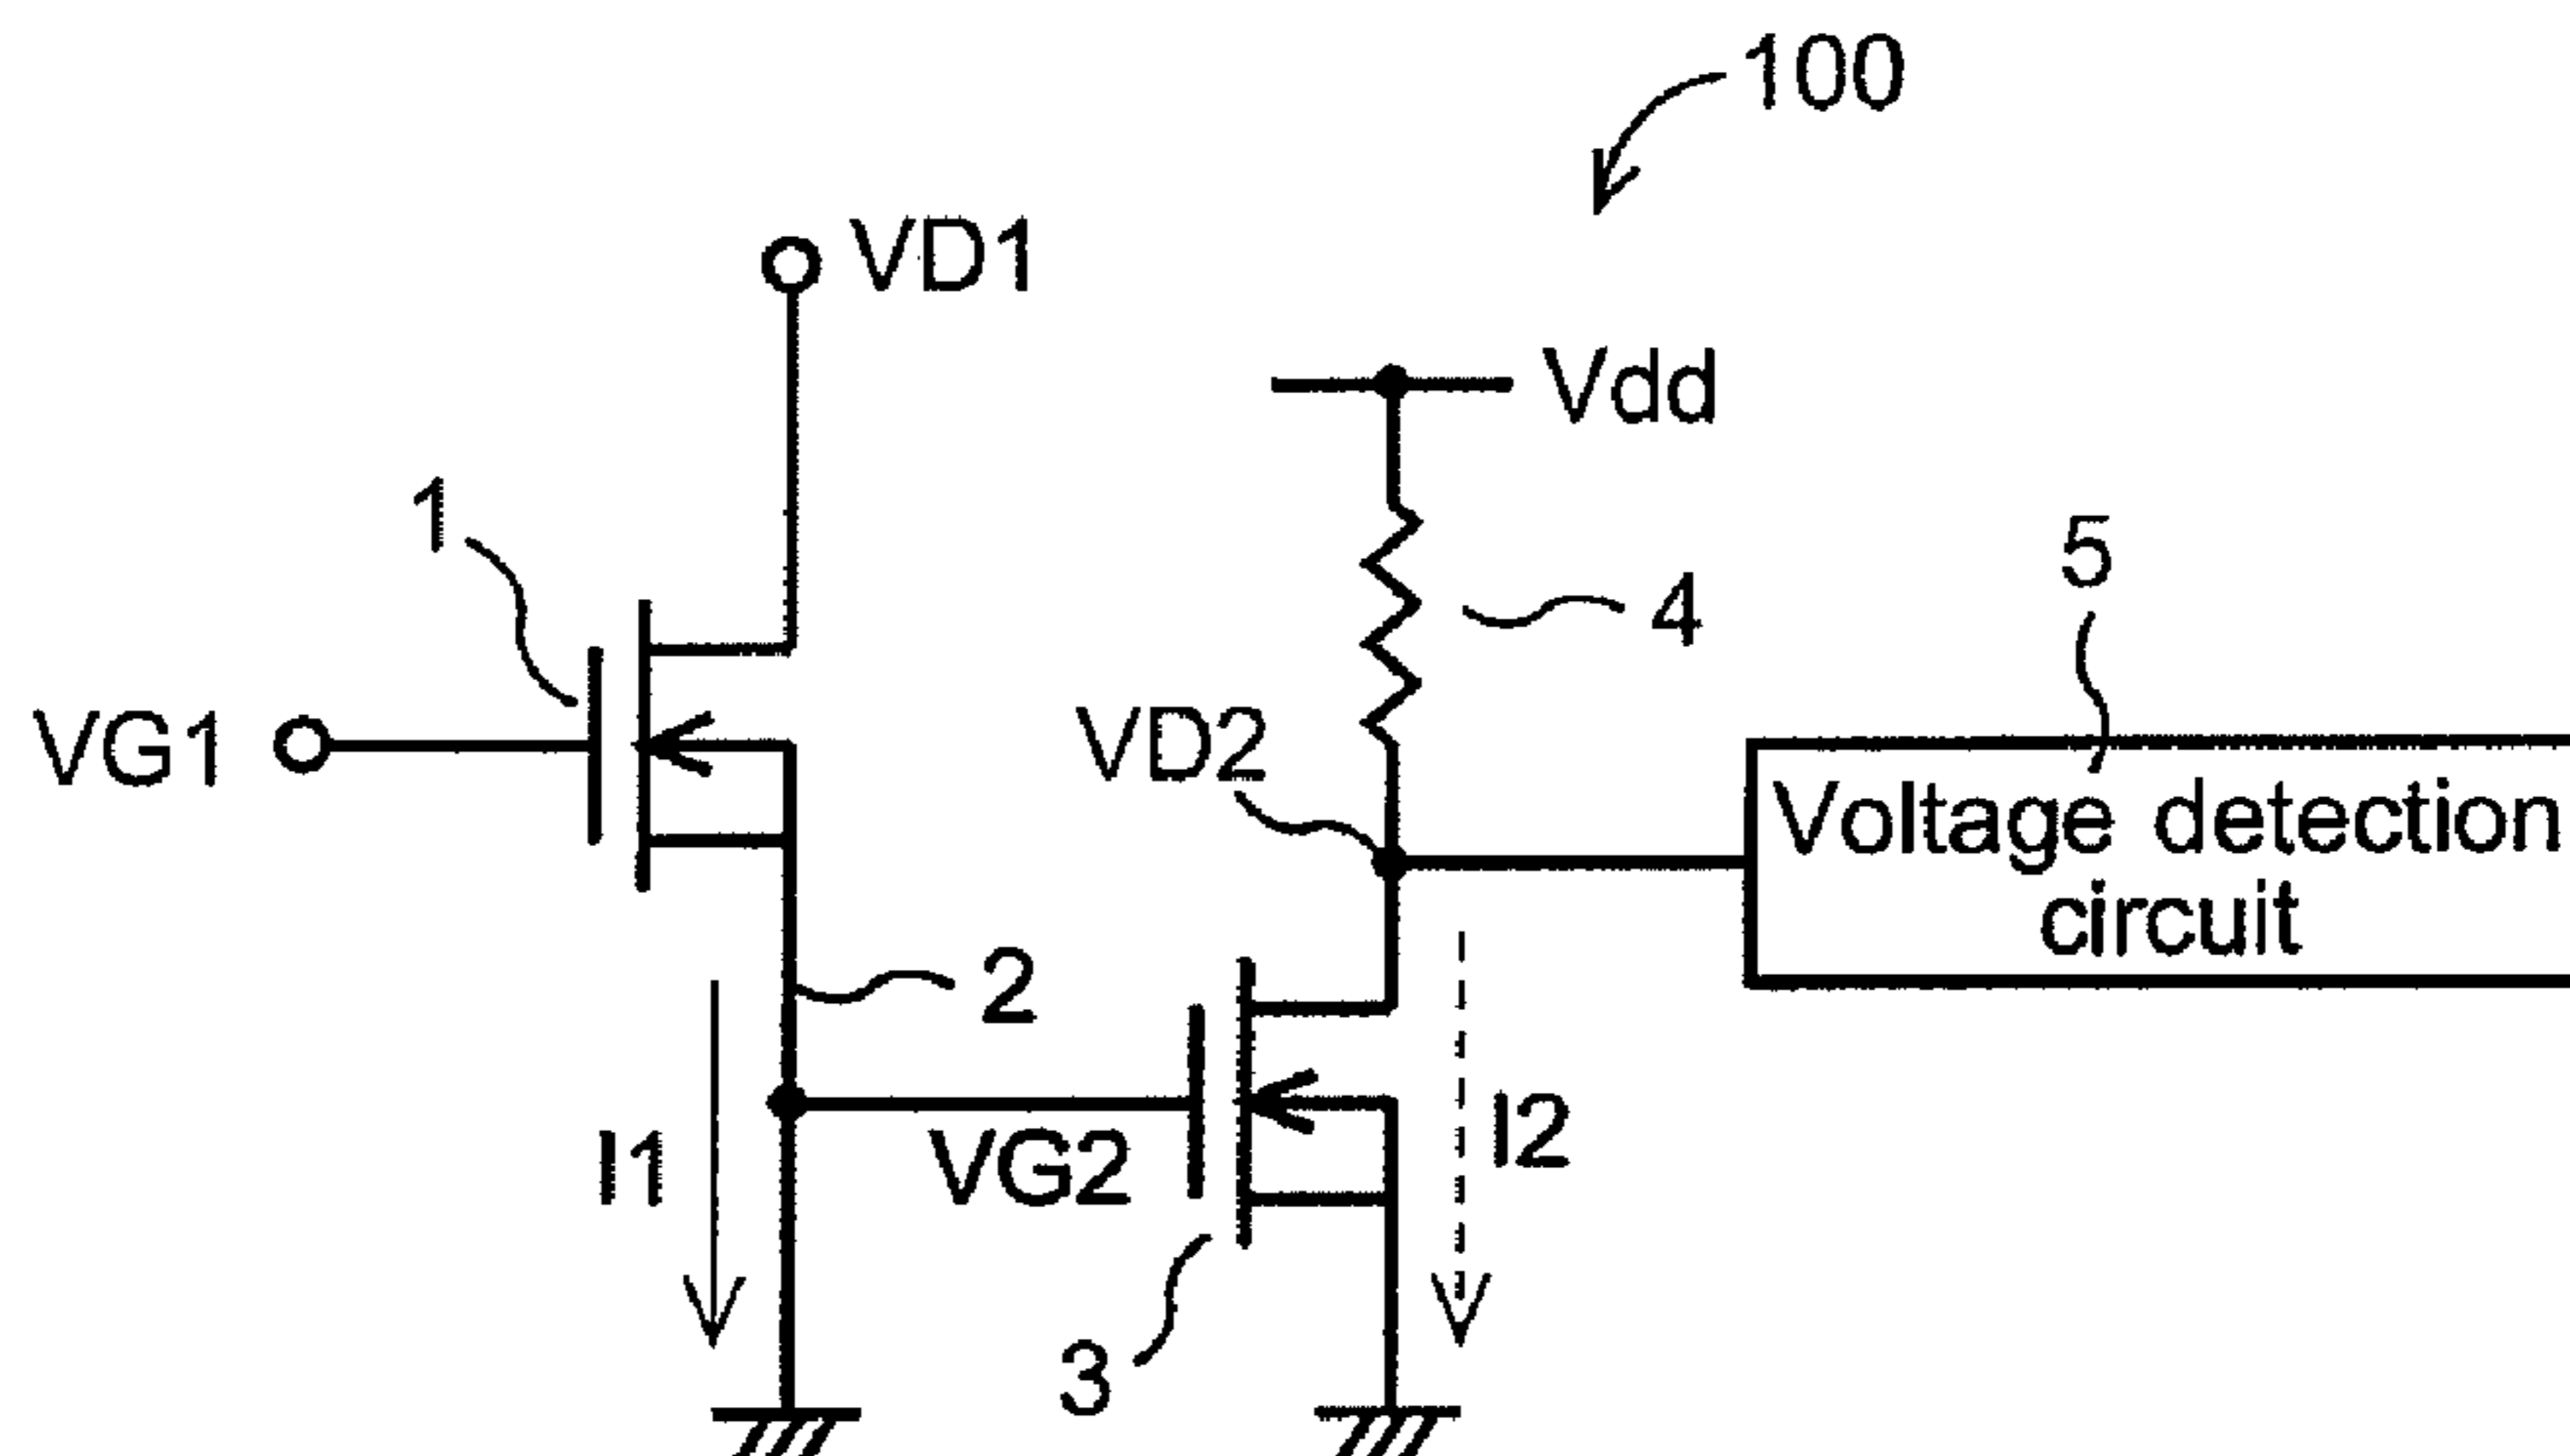 100
VD1
Vdd
1
5
4
VG1
VD2
Voltage detection
circuit
2
I1
VG2
I2
3